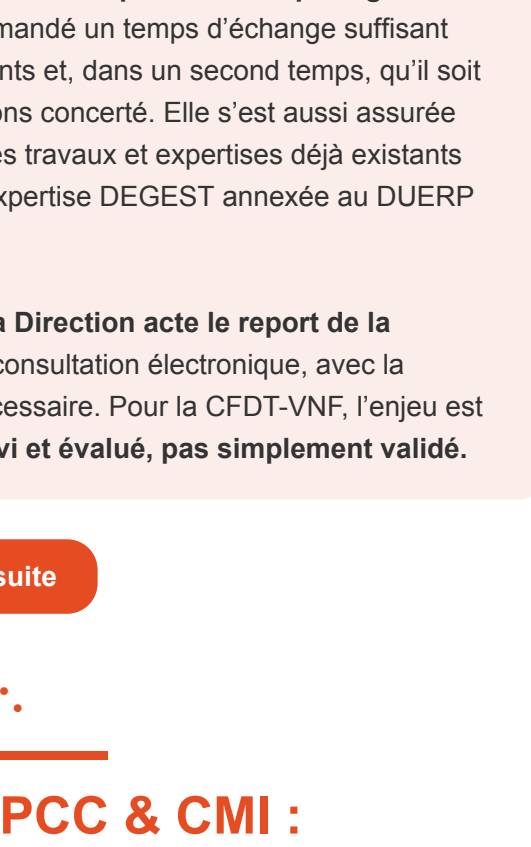 mandé un temps d’échange suffisant
nts et, dans un second temps, qu’il soit
ons concerté. Elle s’est aussi assurée
es travaux et expertises déjà existants
xpertise DEGEST annexée au DUERP
a Direction acte le report de la
consultation électronique, avec la
cessaire. Pour la CFDT-VNF, l’enjeu est
vi et évalué, pas simplement validé.
suite
PCC & CMI :